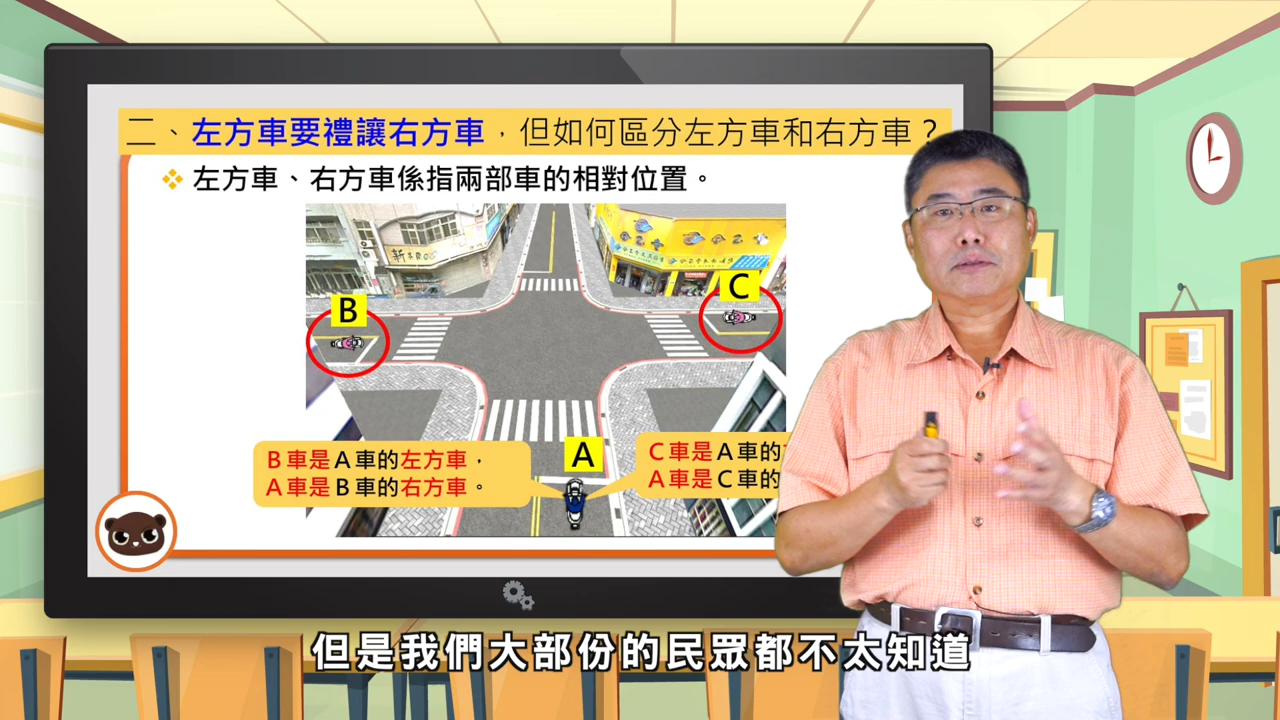 二、左方車要禮讓右方車，但如何區分左方車和右方車？
左方車、右方車係指兩部車的相對位置。
B
C
A
B車是A車的左方車，
A車是B車的右方車。
C車是A車的
A車是C車的
但是我們大部份的民眾都不太知道